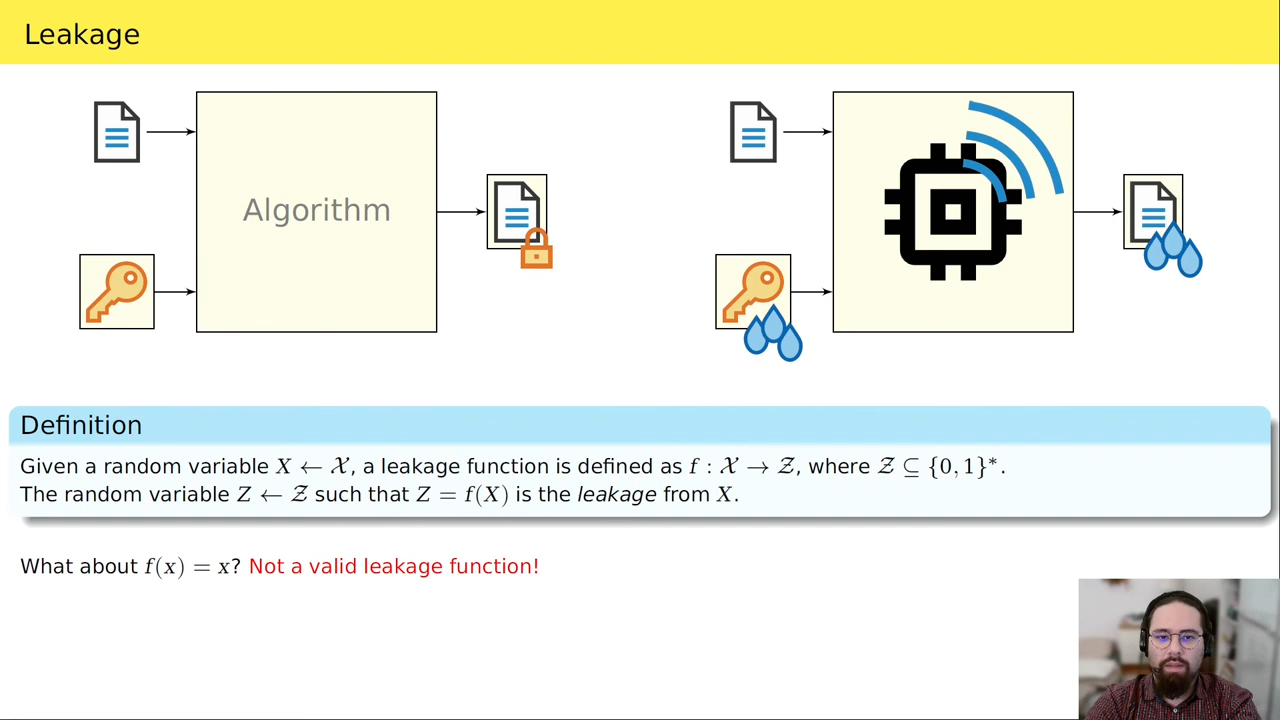 Leakage
Algorithm
Definition
Given a random variable X ← 𝒳, a leakage function is defined as f : 𝒳 → 𝒵, where 𝒵 ⊆ {0, 1}*.
The random variable Z ← 𝒵 such that Z = f(X) is the leakage from X.
What about f(x) = x? Not a valid leakage function!